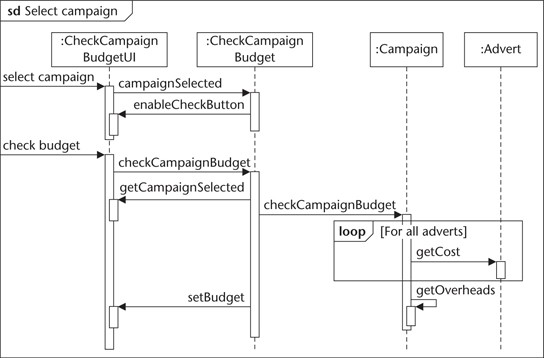 sd Select campaign
:CheckCampaign
BudgetUI
:CheckCampaign
Budget
:Campaign
:Advert
select campaign
campaignSelected
enableCheckButton
check budget
checkCampaignBudget
getCampaignSelected
checkCampaignBudget
loop
[For all adverts]
getCost
getOverheads
setBudget